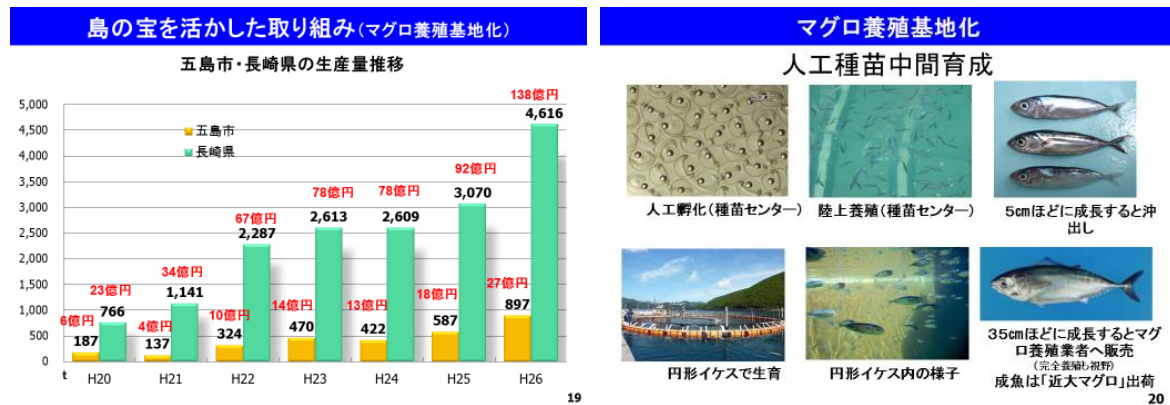 島の宝を活かした取り組み(マグロ養殖基地化)
五島市・長崎県の生産量推移
5,000
4,500
4,000
3,500
3,000
2,500
2,000
1,500
1,000
500
0
t
五島市
長崎県
6億円
187
23億円
766
4億円
137
34億円
1,141
10億円
324
67億円
2,287
14億円
470
78億円
2,613
13億円
422
78億円
2,609
18億円
587
92億円
3,070
27億円
897
138億円
4,616
H20 H21 H22 H23 H24 H25 H26
19
マグロ養殖基地化
人工種苗中間育成
人工孵化(種苗センター)
陸上養殖(種苗センター)
5cmほどに成長すると沖
出し
円形イケスで生育
円形イケス内の様子
35cmほどに成長するとマグ
ロ養殖業者へ販売
(完全養殖も視野)
成魚は「近大マグロ」出荷
20